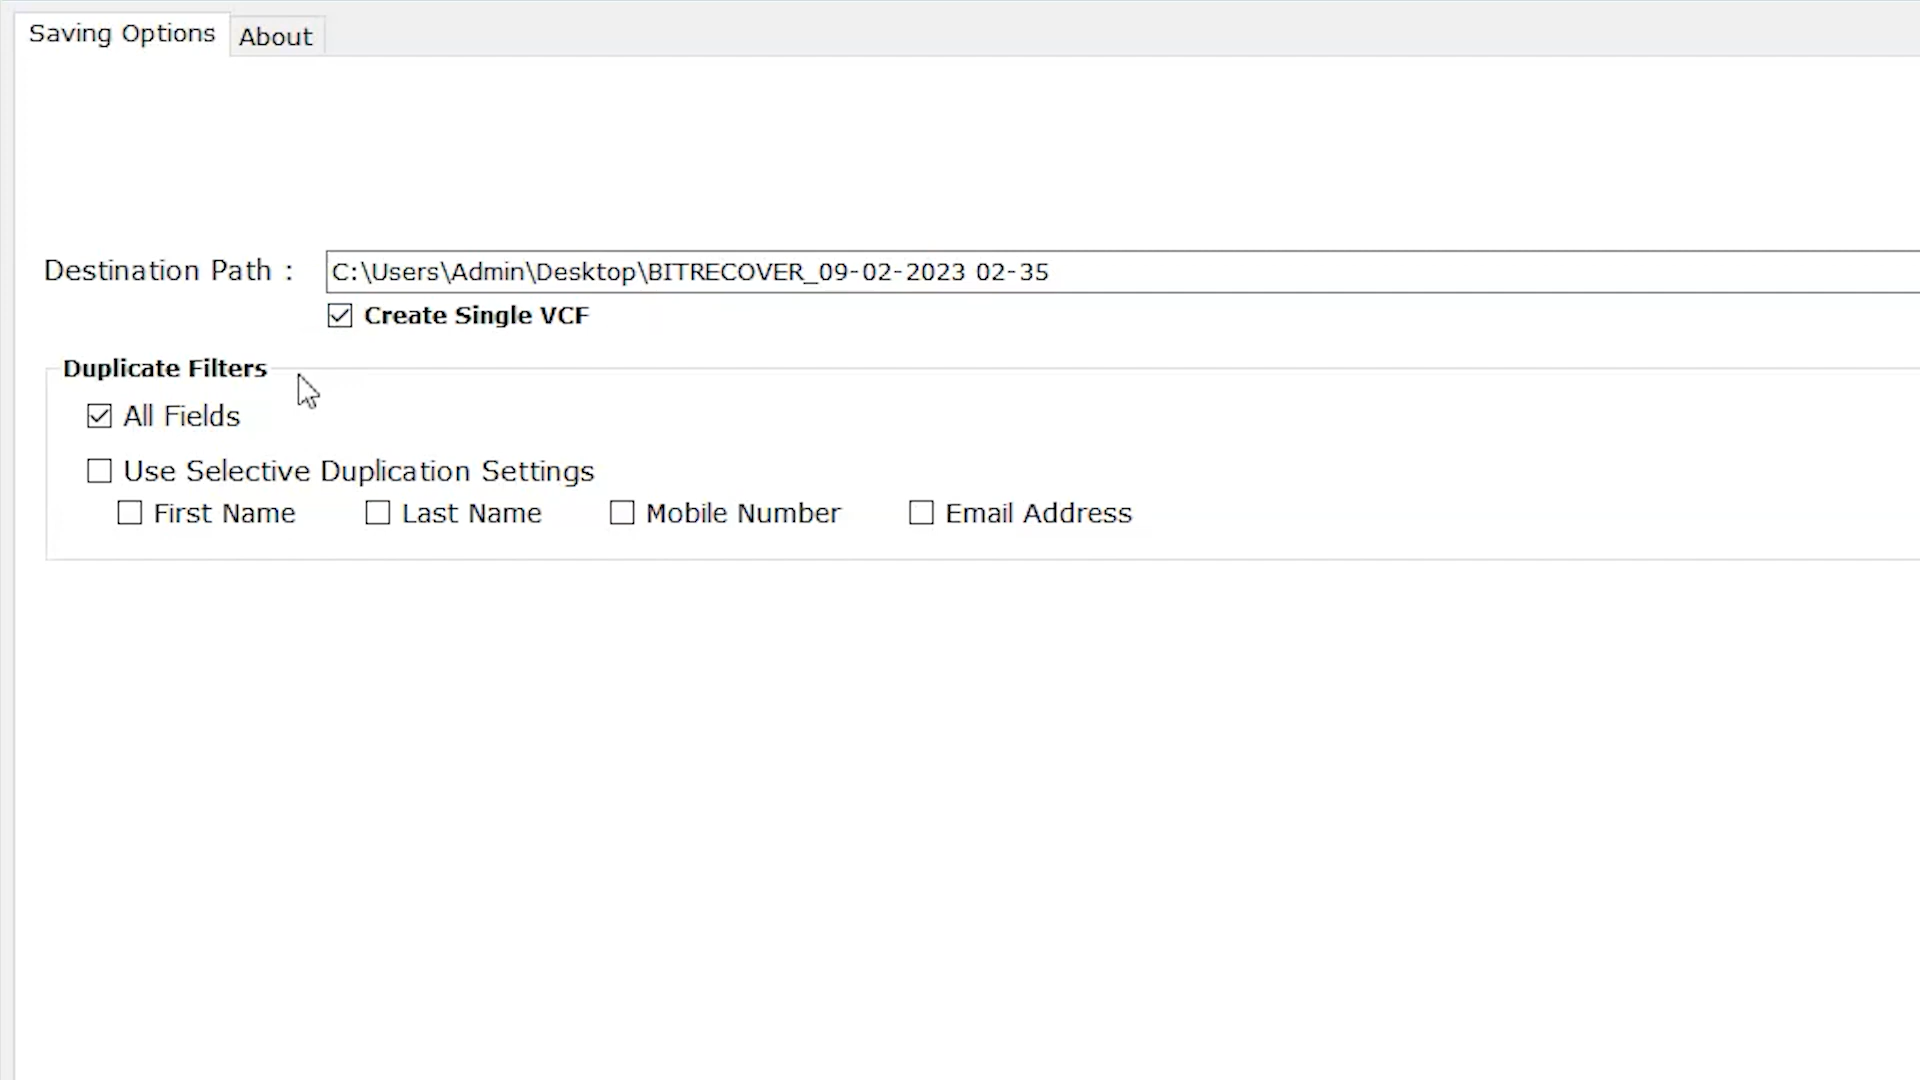 Saving Options About
Destination Path : C:\Users\Admin\Desktop\BITRECOVER_09-02-2023 02-35
Create Single VCF
Duplicate Filters
All Fields
Use Selective Duplication Settings
First Name Last Name Mobile Number Email Address